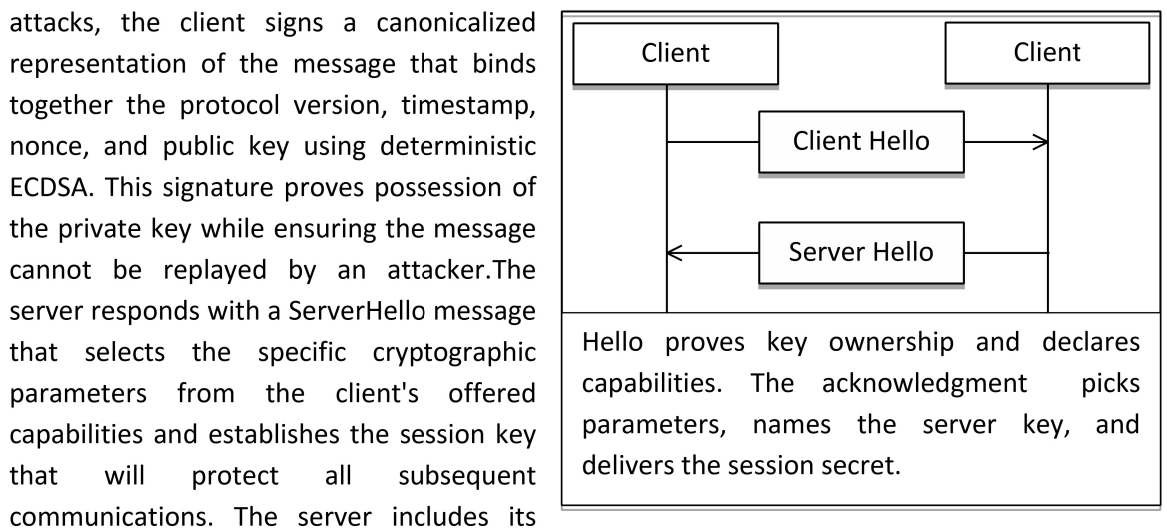 attacks, the client signs a canonicalized
representation of the message that binds
together the protocol version, timestamp,
nonce, and public key using deterministic
ECDSA. This signature proves possession of
the private key while ensuring the message
cannot be replayed by an attacker.The
server responds with a ServerHello message
that selects the specific cryptographic
parameters from the client's offered
capabilities and establishes the session key
that will protect all subsequent
communications. The server includes its
Client
Client
Client Hello
Server Hello
Hello proves key ownership and declares
capabilities. The acknowledgment picks
parameters, names the server key, and
delivers the session secret.